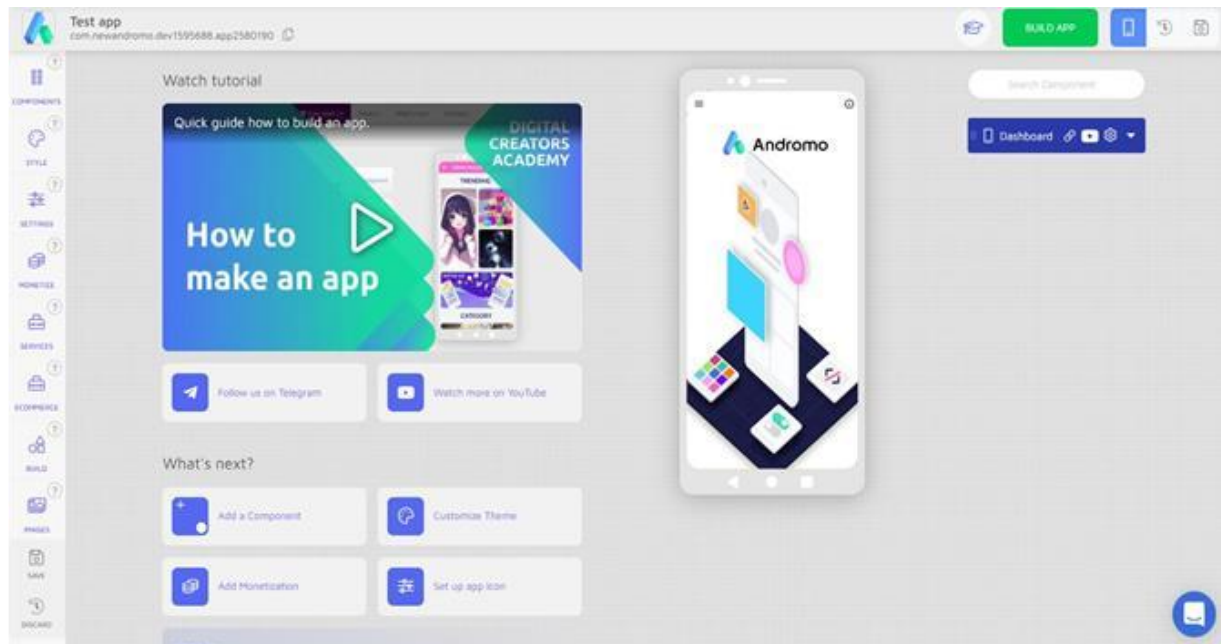 Test app
com.newandromo.dev1595688.app2580190
BUILD APP
COMPONENTS
STYLE
SETTINGS
MONETIZE
SERVICES
ECOMMERCE
BUILD
PAGES
SAVE
DISCARD
Watch tutorial
Quick guide how to build an app.
DIGITAL
CREATORS
ACADEMY
TRENDING
How to
make an app
CATEGORY
Follow us on Telegram
Watch more on YouTube
What's next?
Add a Component
Customize Theme
Add Monetization
Set up app icon
Andromo
Search Component
Dashboard